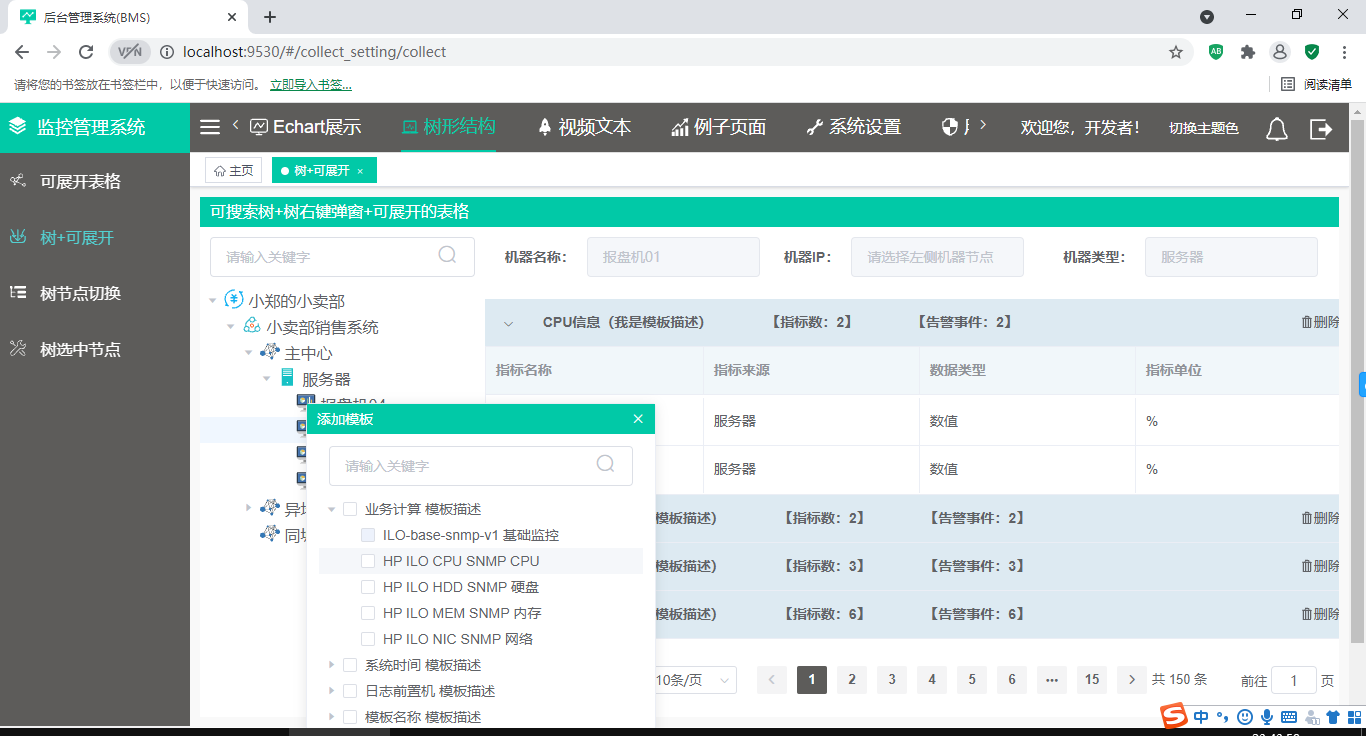 后台管理系统(BMS)
VPN localhost:9530/#/collect_setting/collect
请将您的书签放在书签栏中，以便于快速访问。 立即导入书签... 阅读清单
监控管理系统 Echart展示 树形结构 视频文本 例子页面 系统设置 欢迎您，开发者！ 切换主题色
主页 树+可展开
可展开表格
树+可展开
树节点切换
树选中节点
可搜索树+树右键弹窗+可展开的表格
请输入关键字 机器名称： 报盘机01 机器IP： 请选择左侧机器节点 机器类型： 服务器
小郑的小卖部
小卖部销售系统
主中心
服务器
CPU信息（我是模板描述） 【指标数：2】 【告警事件：2】 删除
指标名称 指标来源 数据类型 指标单位
服务器 数值 %
服务器 数值 %
模板描述） 【指标数：2】 【告警事件：2】 删除
模板描述） 【指标数：3】 【告警事件：3】 删除
模板描述） 【指标数：6】 【告警事件：6】 删除
添加模板
请输入关键字
业务计算 模板描述
ILO-base-snmp-v1 基础监控
HP ILO CPU SNMP CPU
HP ILO HDD SNMP 硬盘
HP ILO MEM SNMP 内存
HP ILO NIC SNMP 网络
系统时间 模板描述
日志前置机 模板描述
模板名称 模板描述
10条/页 1 2 3 4 5 6 ••• 15 共 150 条 前往 1 页
中